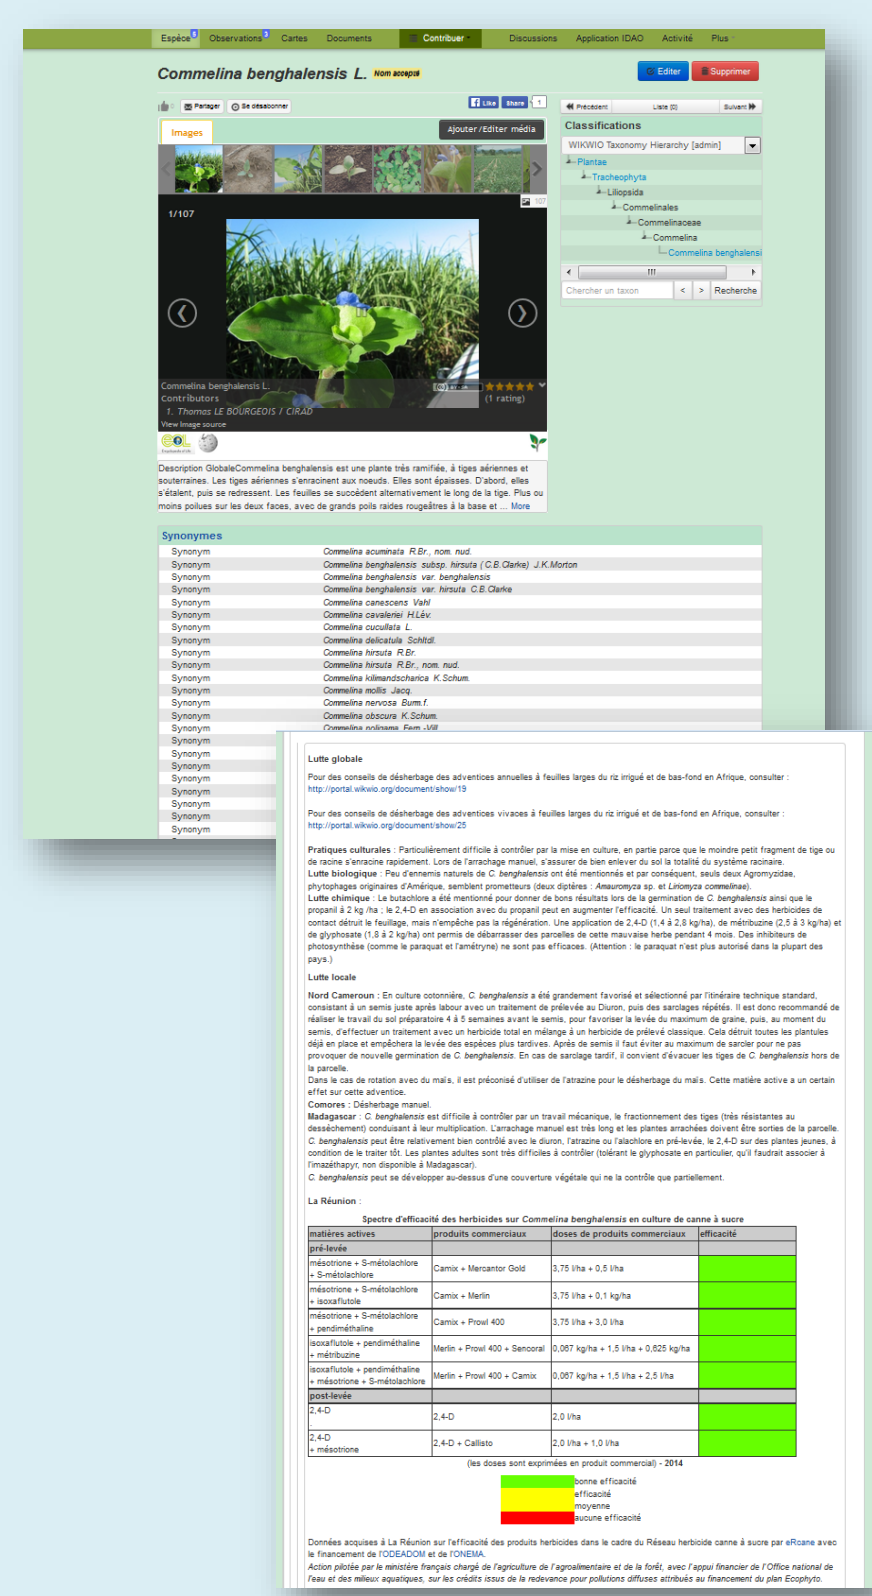 Espèce 5 Observations 3 Cartes Documents Contribuer Discussions Application IDAO Activité Plus
Commelina benghalensis L. Nom accepté
Editer Supprimer
0 Partager Se désabonner
Like Share 1
Précédent Liste (0) Suivant
Images
Ajouter/Editer média
Classifications
WIKWIO Taxonomy Hierarchy [admin]
Plantae
Tracheophyta
Liliopsida
Commelinales
Commelinaceae
Commelina
Commelina benghalensi
Chercher un taxon < > Recherche
107
1/107
Commelina benghalensis L.
Contributors
(1 rating)
1. Thomas LE BOURGEOIS / CIRAD
View image source
Description GlobaleCommelina benghalensis est une plante très ramifiée, à tiges aériennes et
souterraines. Les tiges aériennes s'enracinent aux noeuds. Elles sont épaisses. D'abord, elles
s'étalent, puis se redressent. Les feuilles se succèdent alternativement le long de la tige. Plus ou
moins poilues sur les deux faces, avec de grands poils raides rougeâtres à la base et ... More
Synonymes
Synonym Commelina acuminata R.Br., nom. nud.
Synonym Commelina benghalensis subsp. hirsuta (C.B.Clarke) J.K.Morton
Synonym Commelina benghalensis var. benghalensis
Synonym Commelina benghalensis var. hirsuta C.B.Clarke
Synonym Commelina canescens Vahl
Synonym Commelina cavaleriei H.Lév.
Synonym Commelina cucullata L.
Synonym Commelina delicatula Schltdl.
Synonym Commelina hirsuta R.Br.
Synonym Commelina hirsuta R.Br., nom. nud.
Synonym Commelina kilimandscharica K.Schum.
Synonym Commelina mollis Jacq.
Synonym Commelina nervosa Burm.f.
Synonym Commelina obscura K.Schum.
Synonym Commelina poligama Fern.-Vill.
Synonym
Synonym
Synonym
Synonym
Synonym
Synonym
Synonym
Synonym
Lutte globale
Pour des conseils de désherbage des adventices annuelles à feuilles larges du riz irrigué et de bas-fond en Afrique, consulter :
http://portal.wikwio.org/document/show/19
Pour des conseils de désherbage des adventices vivaces à feuilles larges du riz irrigué et de bas-fond en Afrique, consulter :
http://portal.wikwio.org/document/show/25
Pratiques culturales : Particulièrement difficile à contrôler par la mise en culture, en partie parce que le moindre petit fragment de tige ou
de racine s'enracine rapidement. Lors de l'arrachage manuel, s'assurer de bien enlever du sol la totalité du système racinaire.
Lutte biologique : Peu d'ennemis naturels de C. benghalensis ont été mentionnés et par conséquent, seuls deux Agromyzidae,
phytophages originaires d'Amérique, semblent prometteurs (deux diptères : Amauromyza sp. et Liriomyza commelinae).
Lutte chimique : Le butachlore a été mentionné pour donner de bons résultats lors de la germination de C. benghalensis ainsi que le
propanil à 2 kg /ha ; le 2,4-D en association avec du propanil peut en augmenter l'efficacité. Un seul traitement avec des herbicides de
contact détruit le feuillage, mais n'empêche pas la régénération. Une application de 2,4-D (1,4 à 2,8 kg/ha), de métribuzine (2,5 à 3 kg/ha) et
de glyphosate (1,8 à 2 kg/ha) ont permis de débarrasser des parcelles de cette mauvaise herbe pendant 4 mois. Des inhibiteurs de
photosynthèse (comme le paraquat et l'amétryne) ne sont pas efficaces. (Attention : le paraquat n'est plus autorisé dans la plupart des
pays.)
Lutte locale
Nord Cameroun : En culture cotonnière, C. benghalensis a été grandement favorisé et sélectionné par l'itinéraire technique standard,
consistant à un semis juste après labour avec un traitement de prélevée au Diuron, puis des sarclages répétés. Il est donc recommandé de
réaliser le travail du sol préparatoire 4 à 5 semaines avant le semis, pour favoriser la levée du maximum de graine, puis, au moment du
semis, d'effectuer un traitement avec un herbicide total en mélange à un herbicide de prélevé classique. Cela détruit toutes les plantules
déjà en place et empêchera la levée des espèces plus tardives. Après de semis il faut éviter au maximum de sarcler pour ne pas
provoquer de nouvelle germination de C. benghalensis. En cas de sarclage tardif, il convient d'évacuer les tiges de C. benghalensis hors de
la parcelle.
Dans le cas de rotation avec du maïs, il est préconisé d'utiliser de l'atrazine pour le désherbage du maïs. Cette matière active a un certain
effet sur cette adventice.
Comores : Désherbage manuel.
Madagascar : C. benghalensis est difficile à contrôler par un travail mécanique, le fractionnement des tiges (très résistantes au
desséchement) conduisant à leur multiplication. L'arrachage manuel est très long et les plantes arrachées doivent être sorties de la parcelle.
C. benghalensis peut être relativement bien contrôlé avec le diuron, l'atrazine ou l'alachlore en pré-levée, le 2,4-D sur des plantes jeunes, à
condition de le traiter tôt. Les plantes adultes sont très difficiles à contrôler (tolérant le glyphosate en particulier, qu'il faudrait associer à
l'imazéthapyr, non disponible à Madagascar).
C. benghalensis peut se développer au-dessus d'une couverture végétale qui ne la contrôle que partiellement.
La Réunion :
Spectre d'efficacité des herbicides sur Commelina benghalensis en culture de canne à sucre
matières actives produits commerciaux doses de produits commerciaux efficacité
pré-levée
mésotrione + S-métolachlore
+ S-métolachlore Camix + Mercantor Gold 3,75 l/ha + 0,5 l/ha
mésotrione + S-métolachlore
+ isoxaflutole Camix + Merlin 3,75 l/ha + 0,1 kg/ha
mésotrione + S-métolachlore
+ pendiméthaline Camix + Prowl 400 3,75 l/ha + 3,0 l/ha
isoxaflutole + pendiméthaline
+ métribuzine Merlin + Prowl 400 + Sencoral 0,067 kg/ha + 1,5 l/ha + 0,625 kg/ha
isoxaflutole + pendiméthaline
+ mésotrione + S-métolachlore Merlin + Prowl 400 + Camix 0,067 kg/ha + 1,5 l/ha + 2,5 l/ha
post-levée
2,4-D
. 2,4-D 2,0 l/ha
2,4-D
+ mésotrione 2,4-D + Callisto 2,0 l/ha + 1,0 l/ha
(les doses sont exprimées en produit commercial) - 2014
bonne efficacité
efficacité
moyenne
aucune efficacité
Données acquises à La Réunion sur l'efficacité des produits herbicides dans le cadre du Réseau herbicide canne à sucre par eRcane avec
le financement de l'ODEADOM et de l'ONEMA.
Action pilotée par le ministère français chargé de l'agriculture de l'agroalimentaire et de la forêt, avec l'appui financier de l'Office national de
l'eau et des milieux aquatiques, sur les crédits issus de la redevance pour pollutions diffuses attribués au financement du plan Ecophyto.